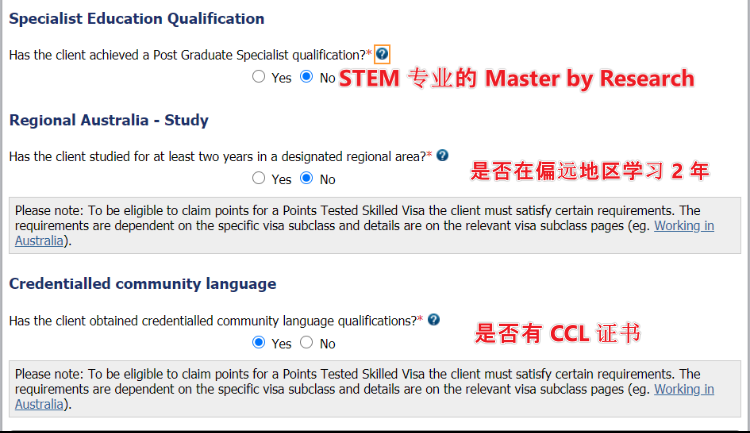 Specialist Education Qualification
Has the client achieved a Post Graduate Specialist qualification?* ?
Yes No STEM 专业的 Master by Research
Regional Australia - Study
Has the client studied for at least two years in a designated regional area?* ?
Yes No 是否在偏远地区学习 2 年
Please note: To be eligible to claim points for a Points Tested Skilled Visa the client must satisfy certain requirements. The
requirements are dependent on the specific visa subclass and details are on the relevant visa subclass pages (eg. Working in
Australia).
Credentialled community language
Has the client obtained credentialled community language qualifications?* ?
Yes No 是否有 CCL 证书
Please note: To be eligible to claim points for a Points Tested Skilled Visa the client must satisfy certain requirements. The
requirements are dependent on the specific visa subclass and details are on the relevant visa subclass pages (eg. Working in
Australia).